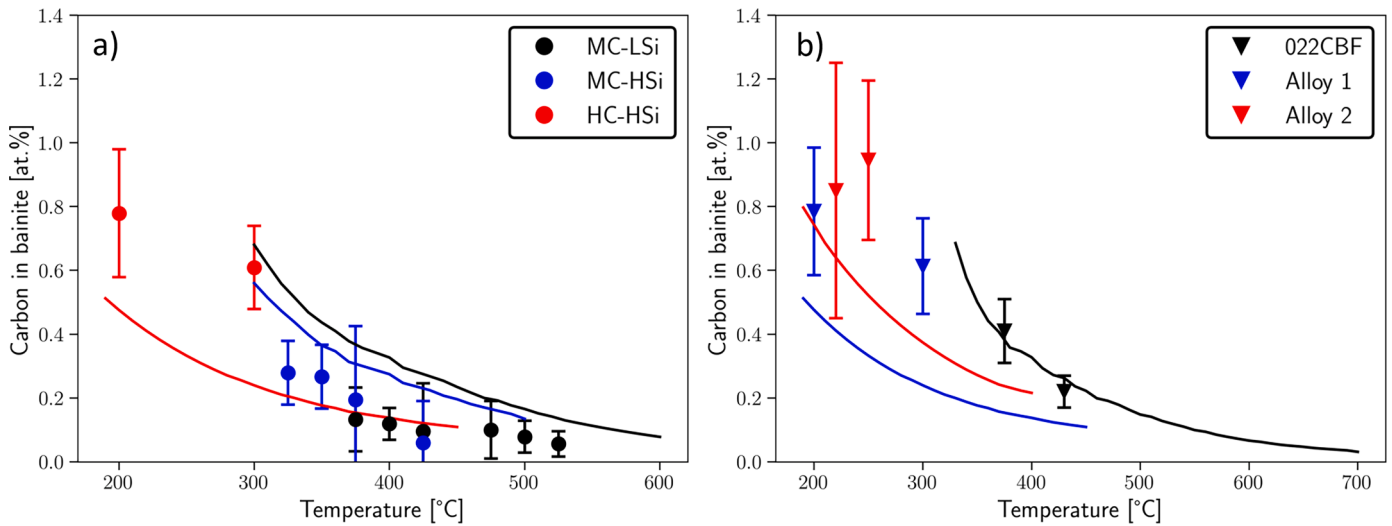 a)
MC-LSi
MC-HSi
HC-HSi
1.4
1.2
1.0
0.8
0.6
0.4
0.2
0.0
Carbon in bainite [at.%]
200
300
400
500
600
Temperature [°C]
b)
022CBF
Alloy 1
Alloy 2
1.4
1.2
1.0
0.8
0.6
0.4
0.2
0.0
Carbon in bainite [at.%]
200
300
400
500
600
700
Temperature [°C]